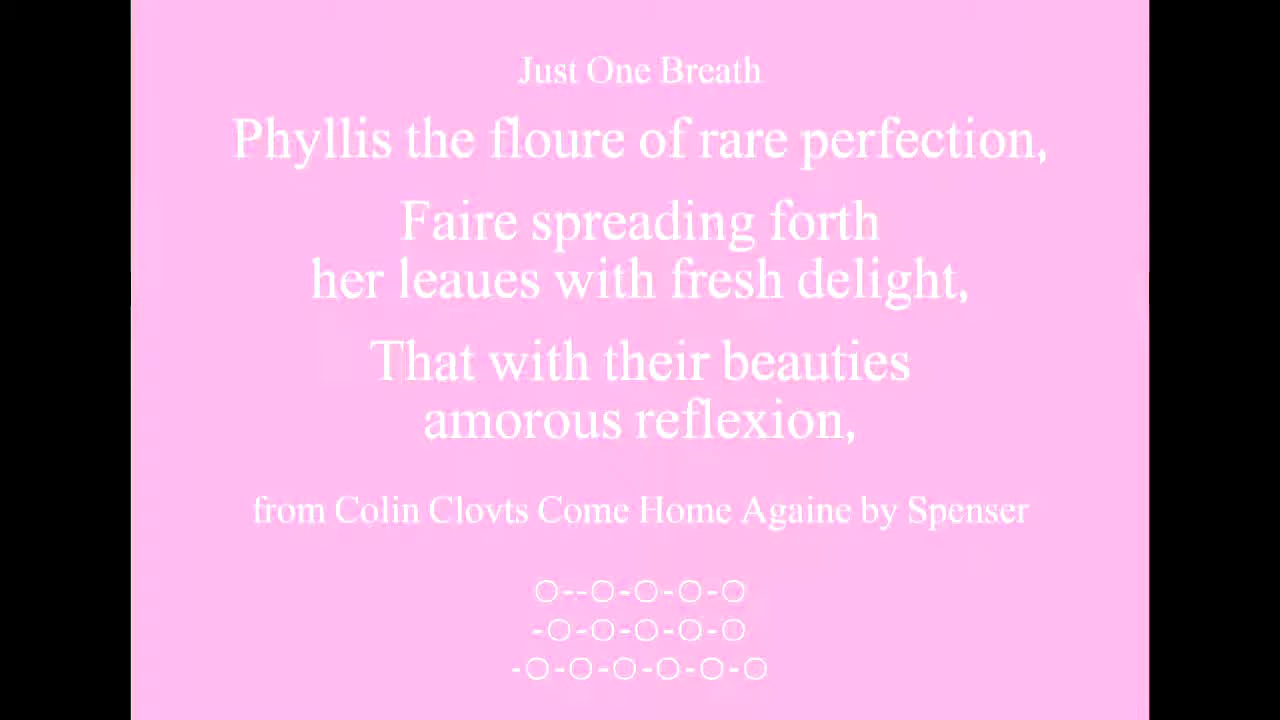 Just One Breath
Phyllis the floure of rare perfection,
Faire spreading forth
her leaues with fresh delight,
That with their beauties
amorous reflexion,
from Colin Clovts Come Home Againe by Spenser
○--○-○-○-○
-○-○-○-○-○
-○-○-○-○-○-○